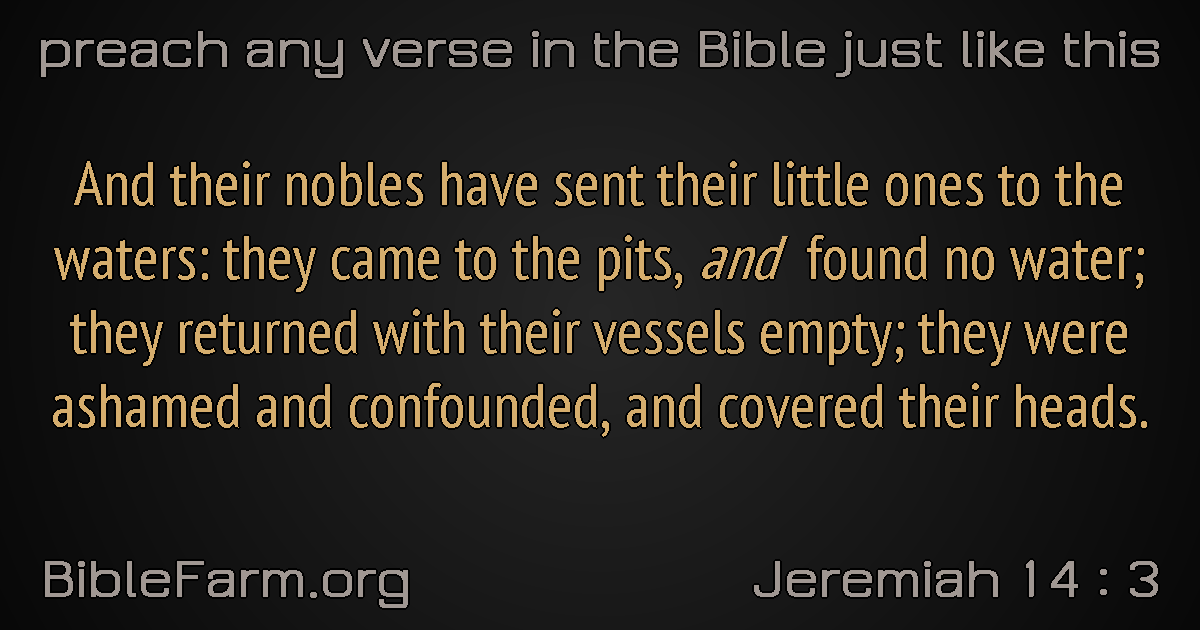 preach any verse in the Bible just like this
And their nobles have sent their little ones to the
waters: they came to the pits, and found no water;
they returned with their vessels empty; they were
ashamed and confounded, and covered their heads.
BibleFarm.org
Jeremiah 14 : 3